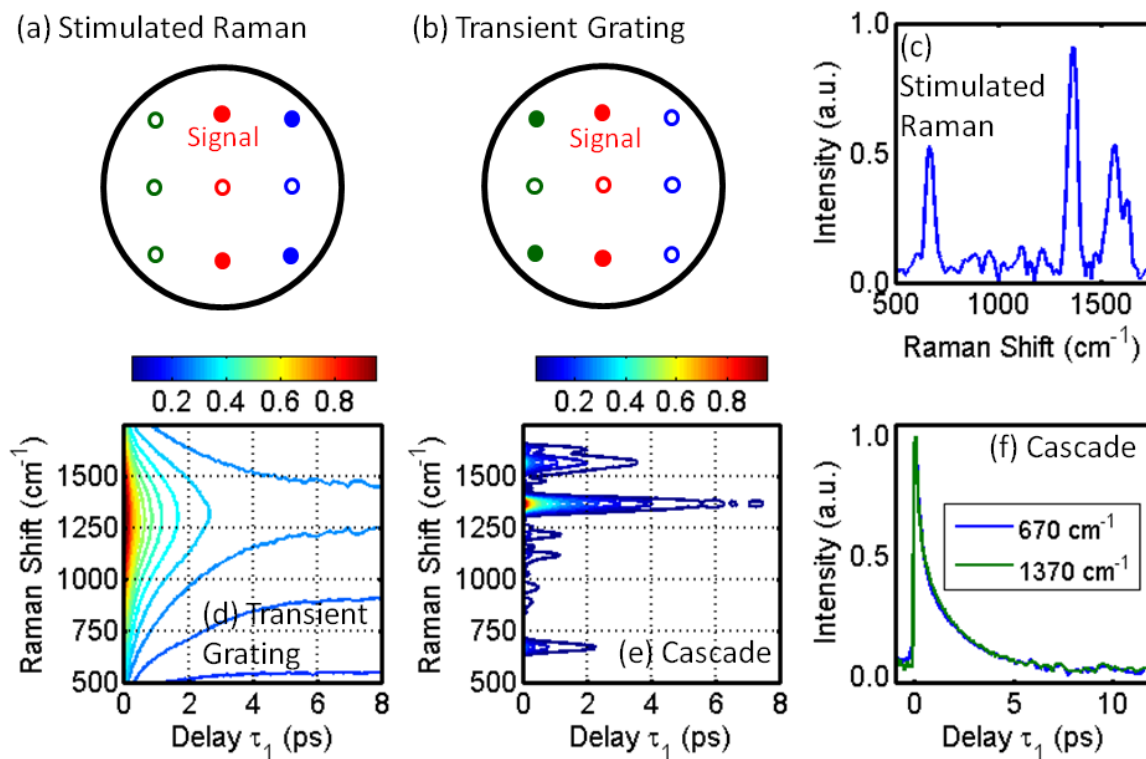 (a) Stimulated Raman
Signal
(b) Transient Grating
Signal
(c)
Stimulated
Raman
Intensity (a.u.)
1.0
0.5
0.0
500 1000 1500
Raman Shift (cm⁻¹)
0.2 0.4 0.6 0.8
Raman Shift (cm⁻¹)
1500
1250
1000
750
500
(d) Transient
Grating
0 2 4 6 8
Delay τ₁ (ps)
0.2 0.4 0.6 0.8
Raman Shift (cm⁻¹)
1500
1250
1000
750
500
(e) Cascade
0 2 4 6 8
Delay τ₁ (ps)
Intensity (a.u.)
1.0
0.5
0.0
(f) Cascade
670 cm⁻¹
1370 cm⁻¹
0 5 10
Delay τ₁ (ps)